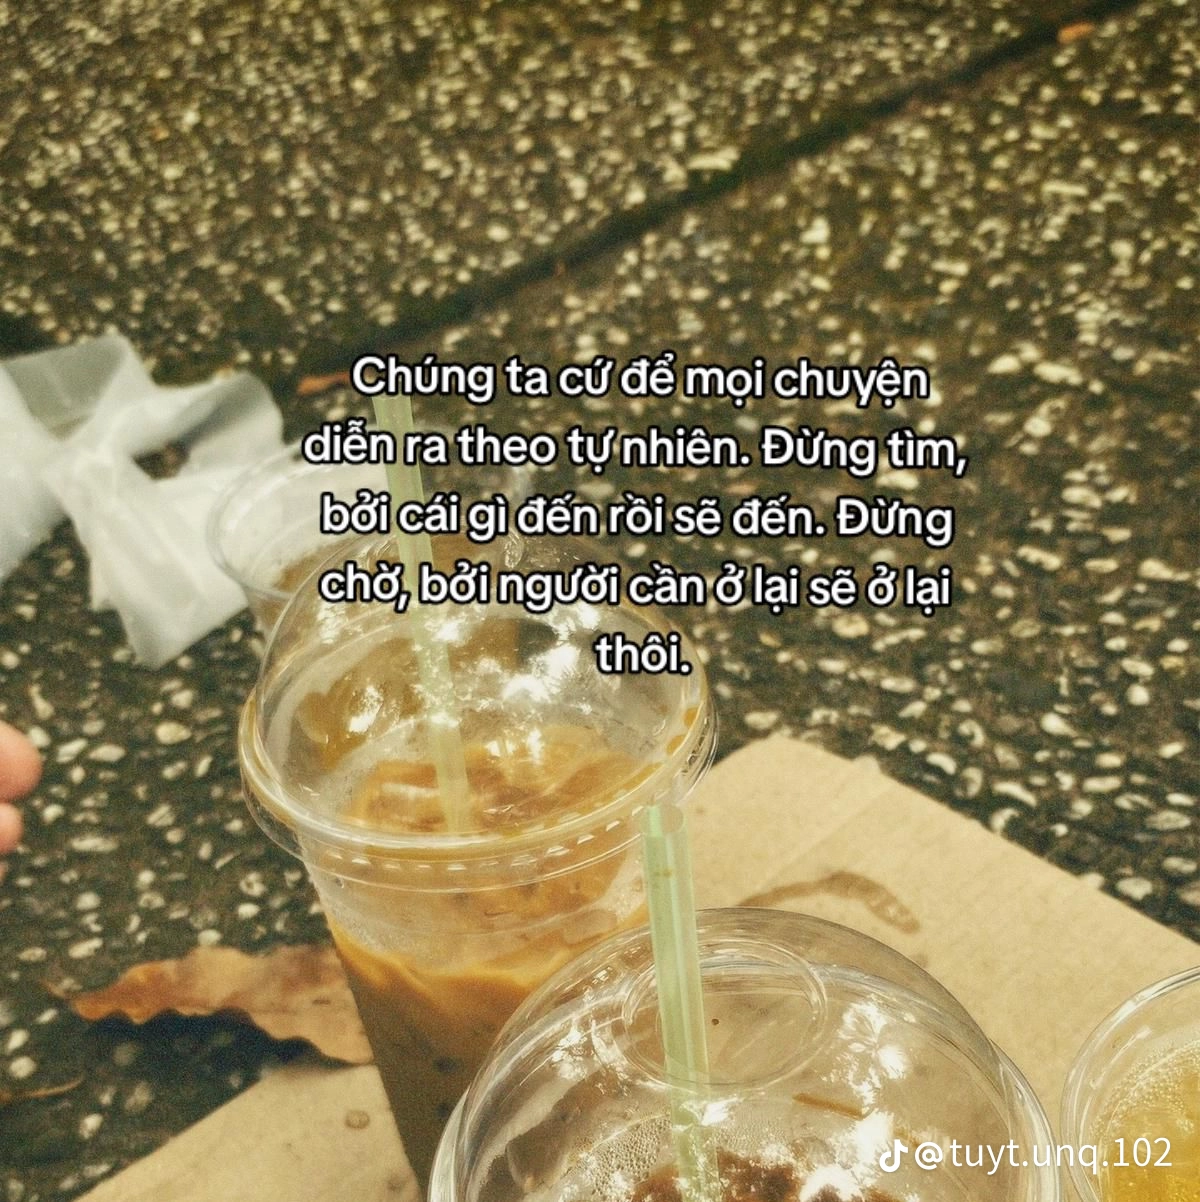 Chúng ta cứ để mọi chuyện
diễn ra theo tự nhiên. Đừng tìm,
bởi cái gì đến rồi sẽ đến. Đừng
chờ, bởi người cần ở lại sẽ ở lại
thôi.
@tuyt.unq.102